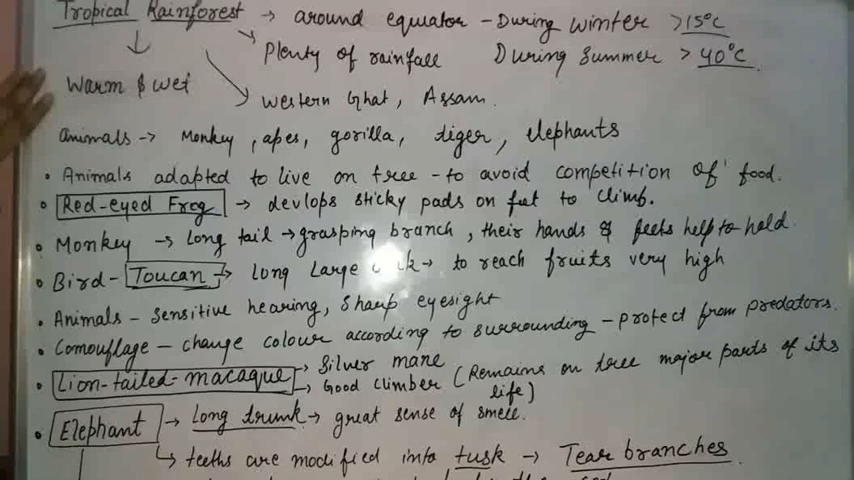 Tropical Rainforest → around equator - During winter >15°C
Plenty of rainfall During Summer > 40°C
Warm & wet
Western Ghat, Assam.
Animals → Monkey, apes, gorilla, tiger, elephants
• Animals adapted to live on tree - to avoid competition of food.
• Red-eyed Frog → devlops sticky pads on feet to climb.
• Monkey → Long tail → grasping branch, their hands & feets help to hold.
• Bird - Toucan → Long Large → to reach fruits very high
• Animals - Sensitive hearing, Sharp eyesight
• Comouflage - change colour according to surrounding - protect from predators.
• Lion-tailed-macaque → Silver mane
→ Good climber (Remains on tree major parts of its life)
• Elephant → Long trunk → great sense of smell.
→ teeths are modified into tusk → Tear branches